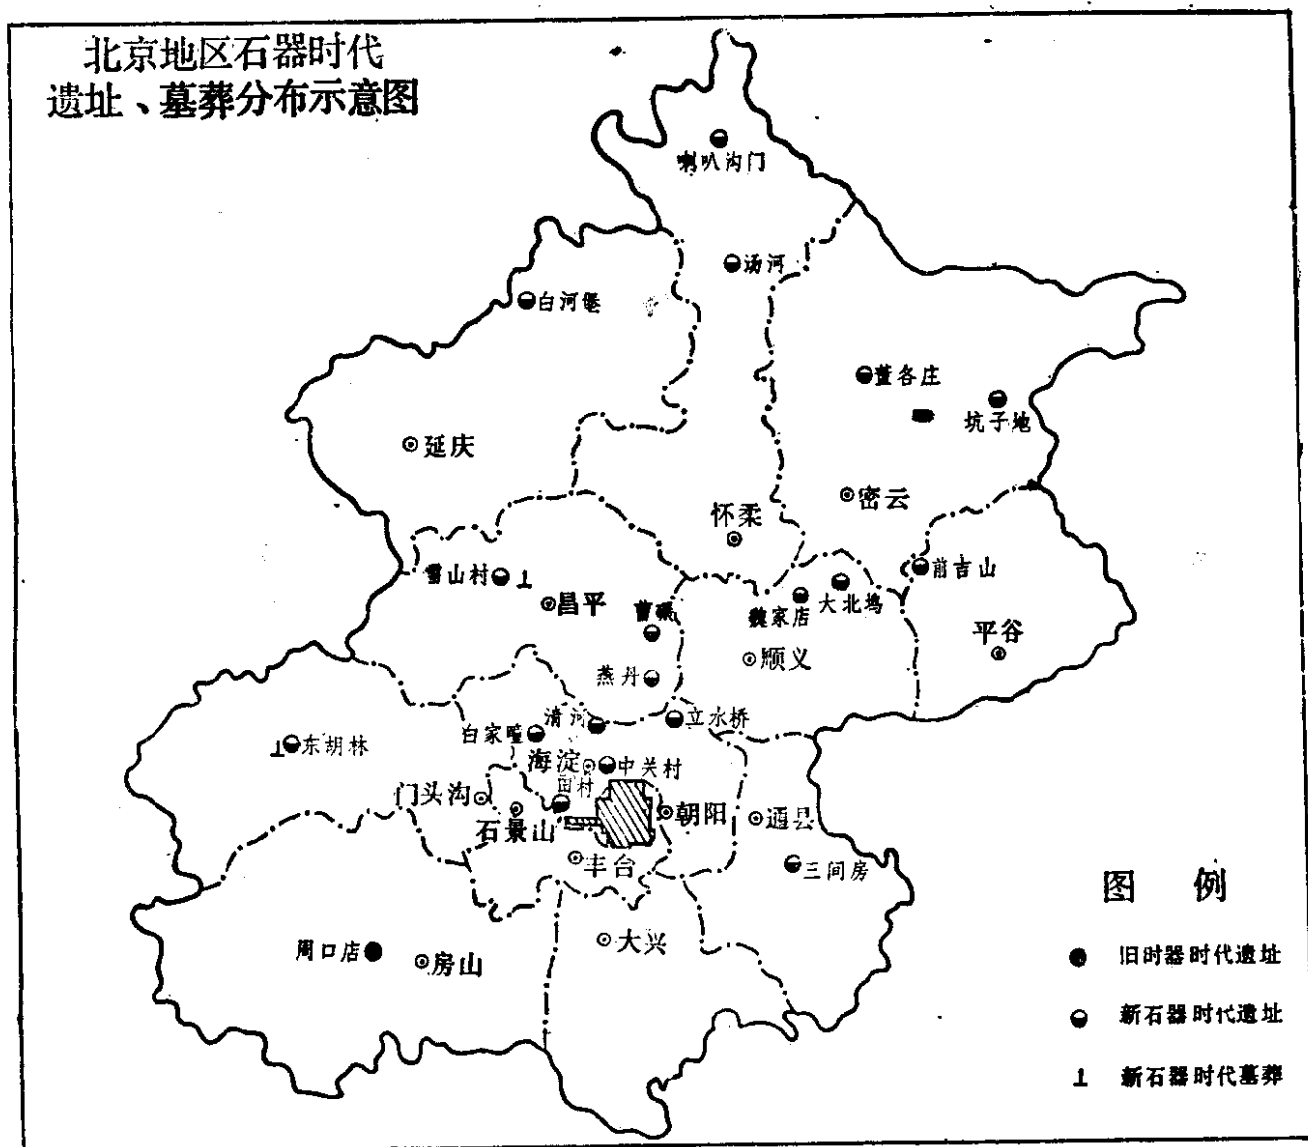 北京地区石器时代
遗址、墓葬分布示意图
喇叭沟门
汤河
白河堡
董各庄
坑子地
延庆
密云
怀柔
前吉山
雪山村
昌平
曹碾
魏家店
大北坞
平谷
顺义
燕丹
清河
立水桥
白家疃
东胡林
海淀
中关村
田村
门头沟
石景山
朝阳
通县
丰台
三间房
图 例
周口店
房山
大兴
旧时器时代遗址
新石器时代遗址
新石器时代墓葬